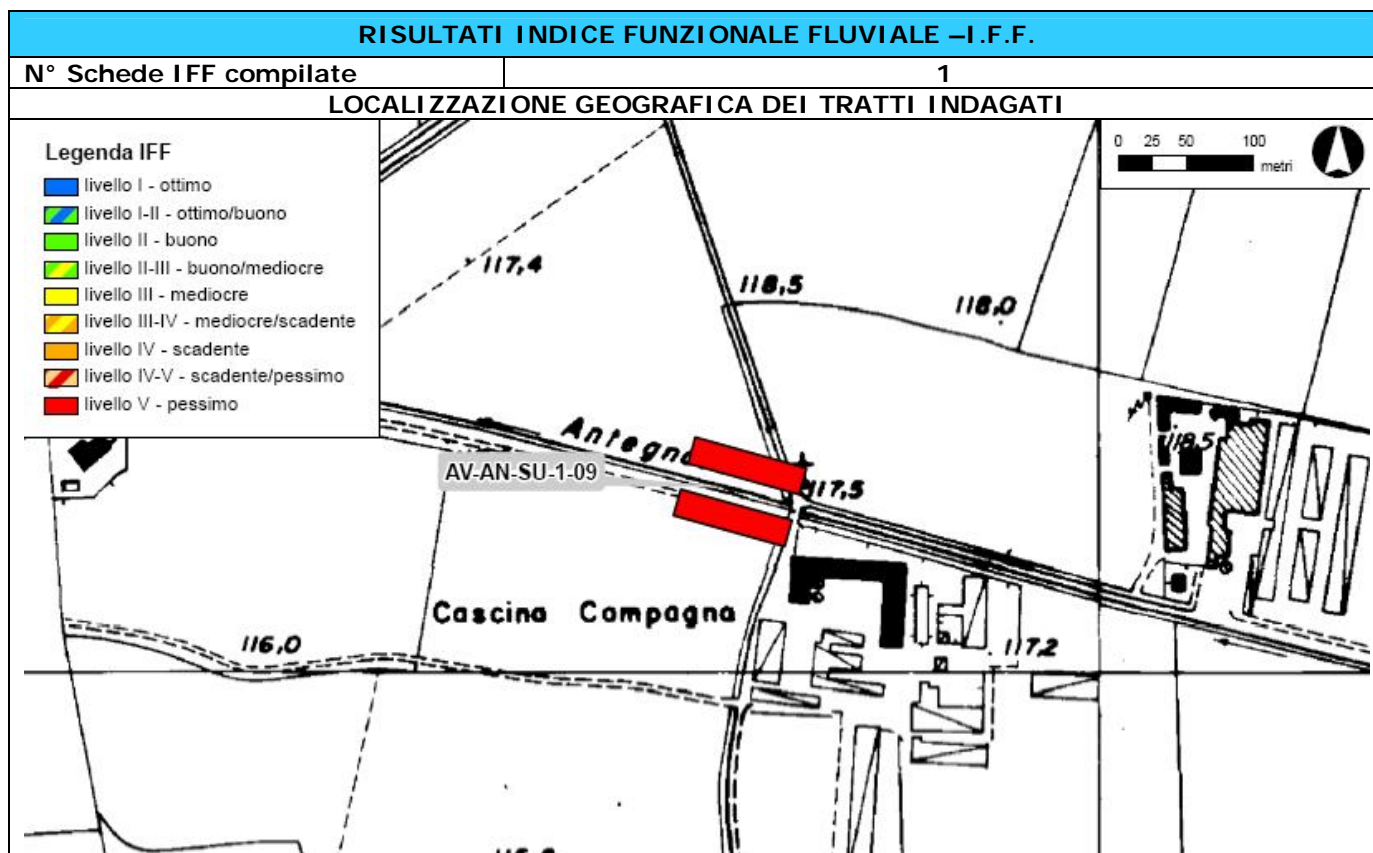 RISULTATI INDICE FUNZIONALE FLUVIALE –I.F.F.
N° Schede IFF compilate 1
LOCALIZZAZIONE GEOGRAFICA DEI TRATTI INDAGATI
Legenda IFF
livello I - ottimo
livello I-II - ottimo/buono
livello II - buono
livello II-III - buono/mediocre
livello III - mediocre
livello III-IV - mediocre/scadente
livello IV - scadente
livello IV-V - scadente/pessimo
livello V - pessimo
0 25 50 100
metri
117,4
118,5
118,0
118,5
Antegna
AV-AN-SU-1-09
117,5
Cascina Campagna
116,0
117,2